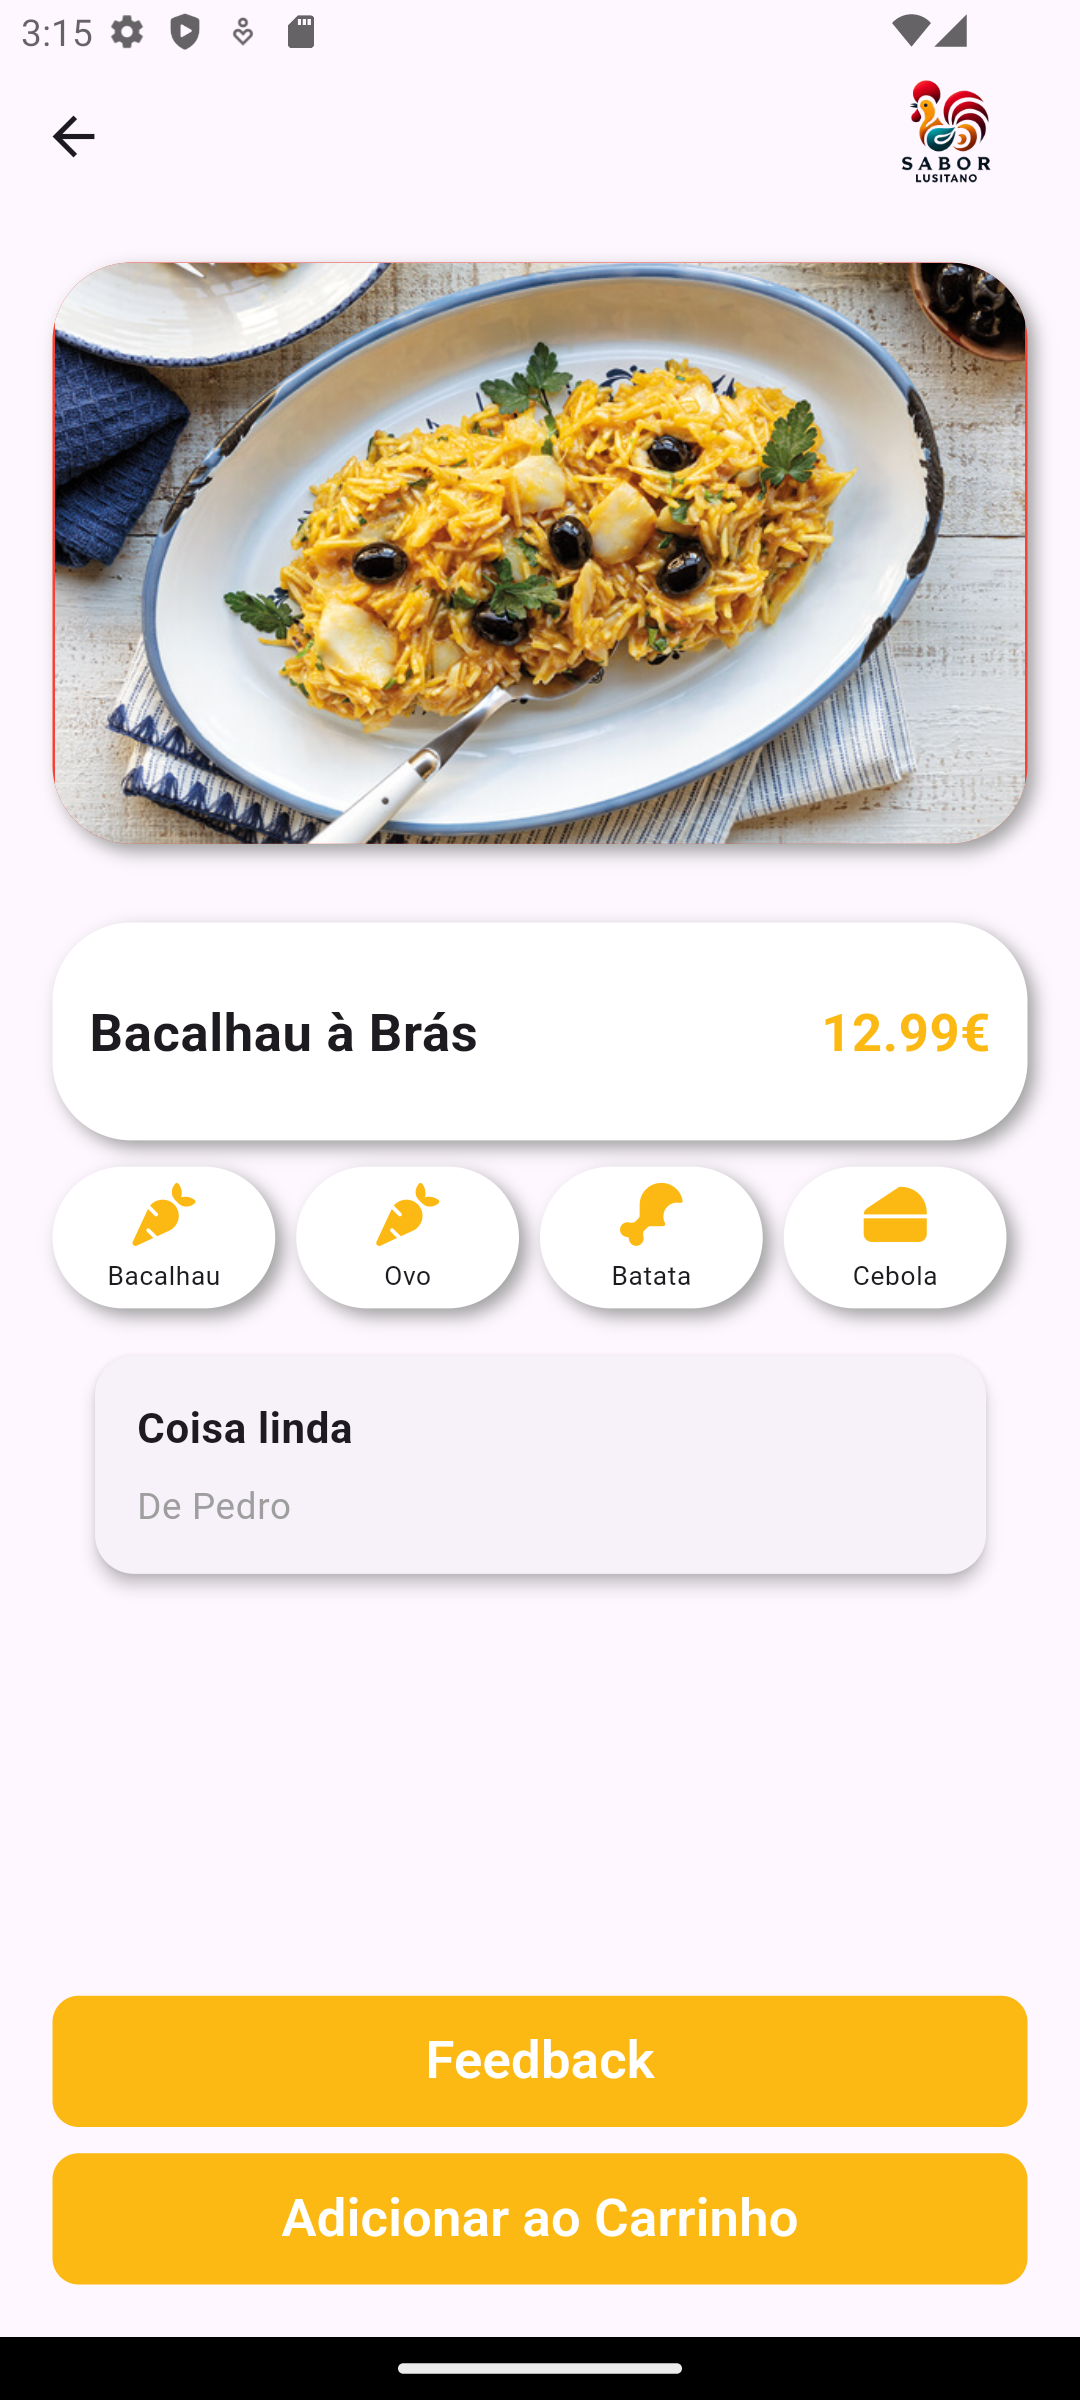 3:15
SABOR
LUSITANO
Bacalhau à Brás
12.99€
Bacalhau
Ovo
Batata
Cebola
Coisa linda
De Pedro
Feedback
Adicionar ao Carrinho